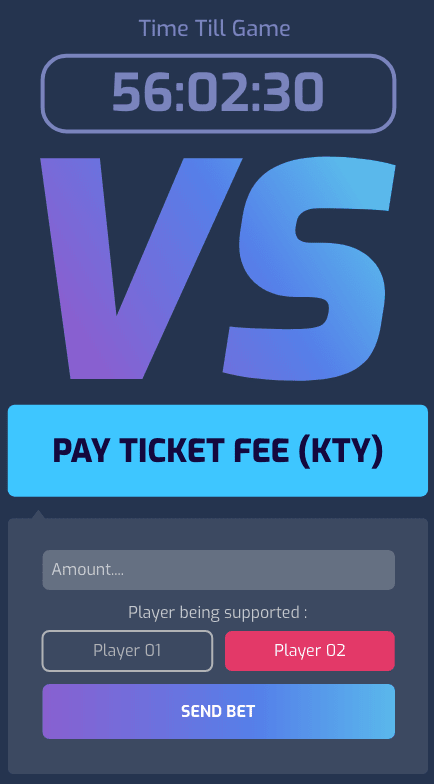 Time Till Game
56:02:30
VS
PAY TICKET FEE (KTY)
Amount....
Player being supported :
Player 01
Player 02
SEND BET